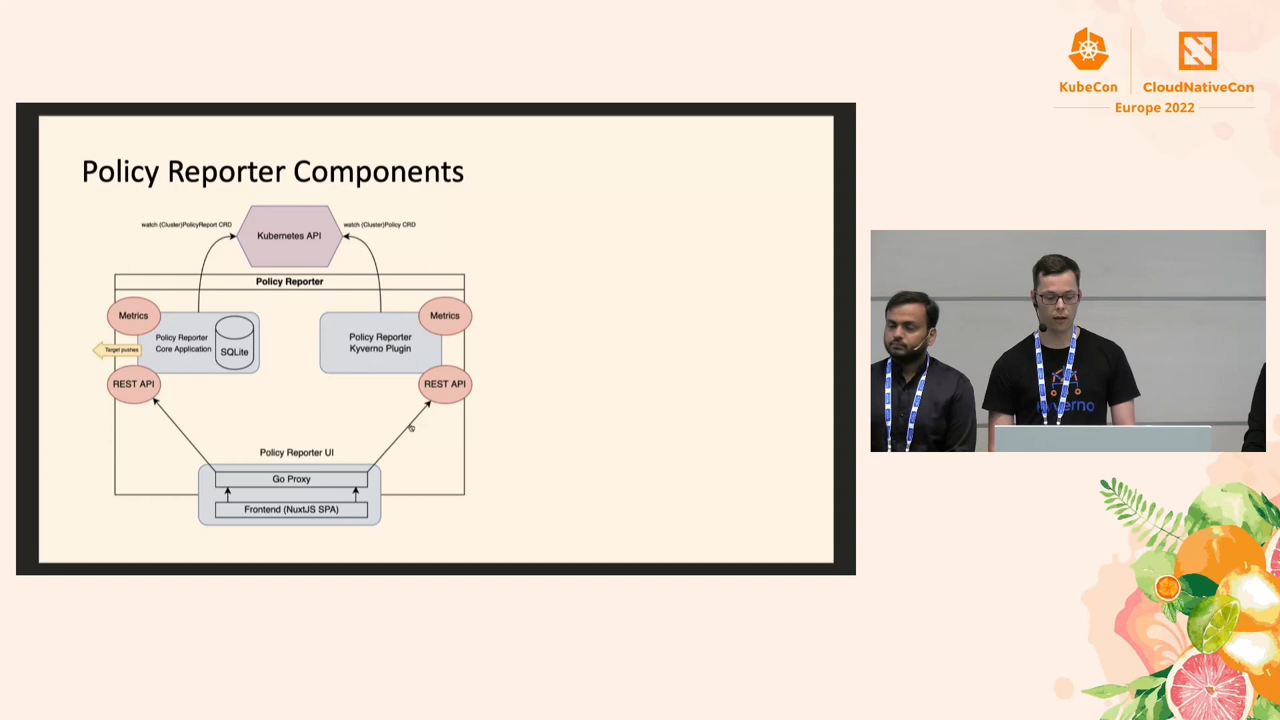 KubeCon
CloudNativeCon
Europe 2022
Policy Reporter Components
watch (Cluster)PolicyReport CRD
watch (Cluster)Policy CRD
Kubernetes API
Policy Reporter
Metrics
Metrics
Policy Reporter
Core Application
SQLite
Policy Reporter
Kyverno Plugin
Target pushes
REST API
REST API
Policy Reporter UI
Go Proxy
Frontend (NuxtJS SPA)
kyverno